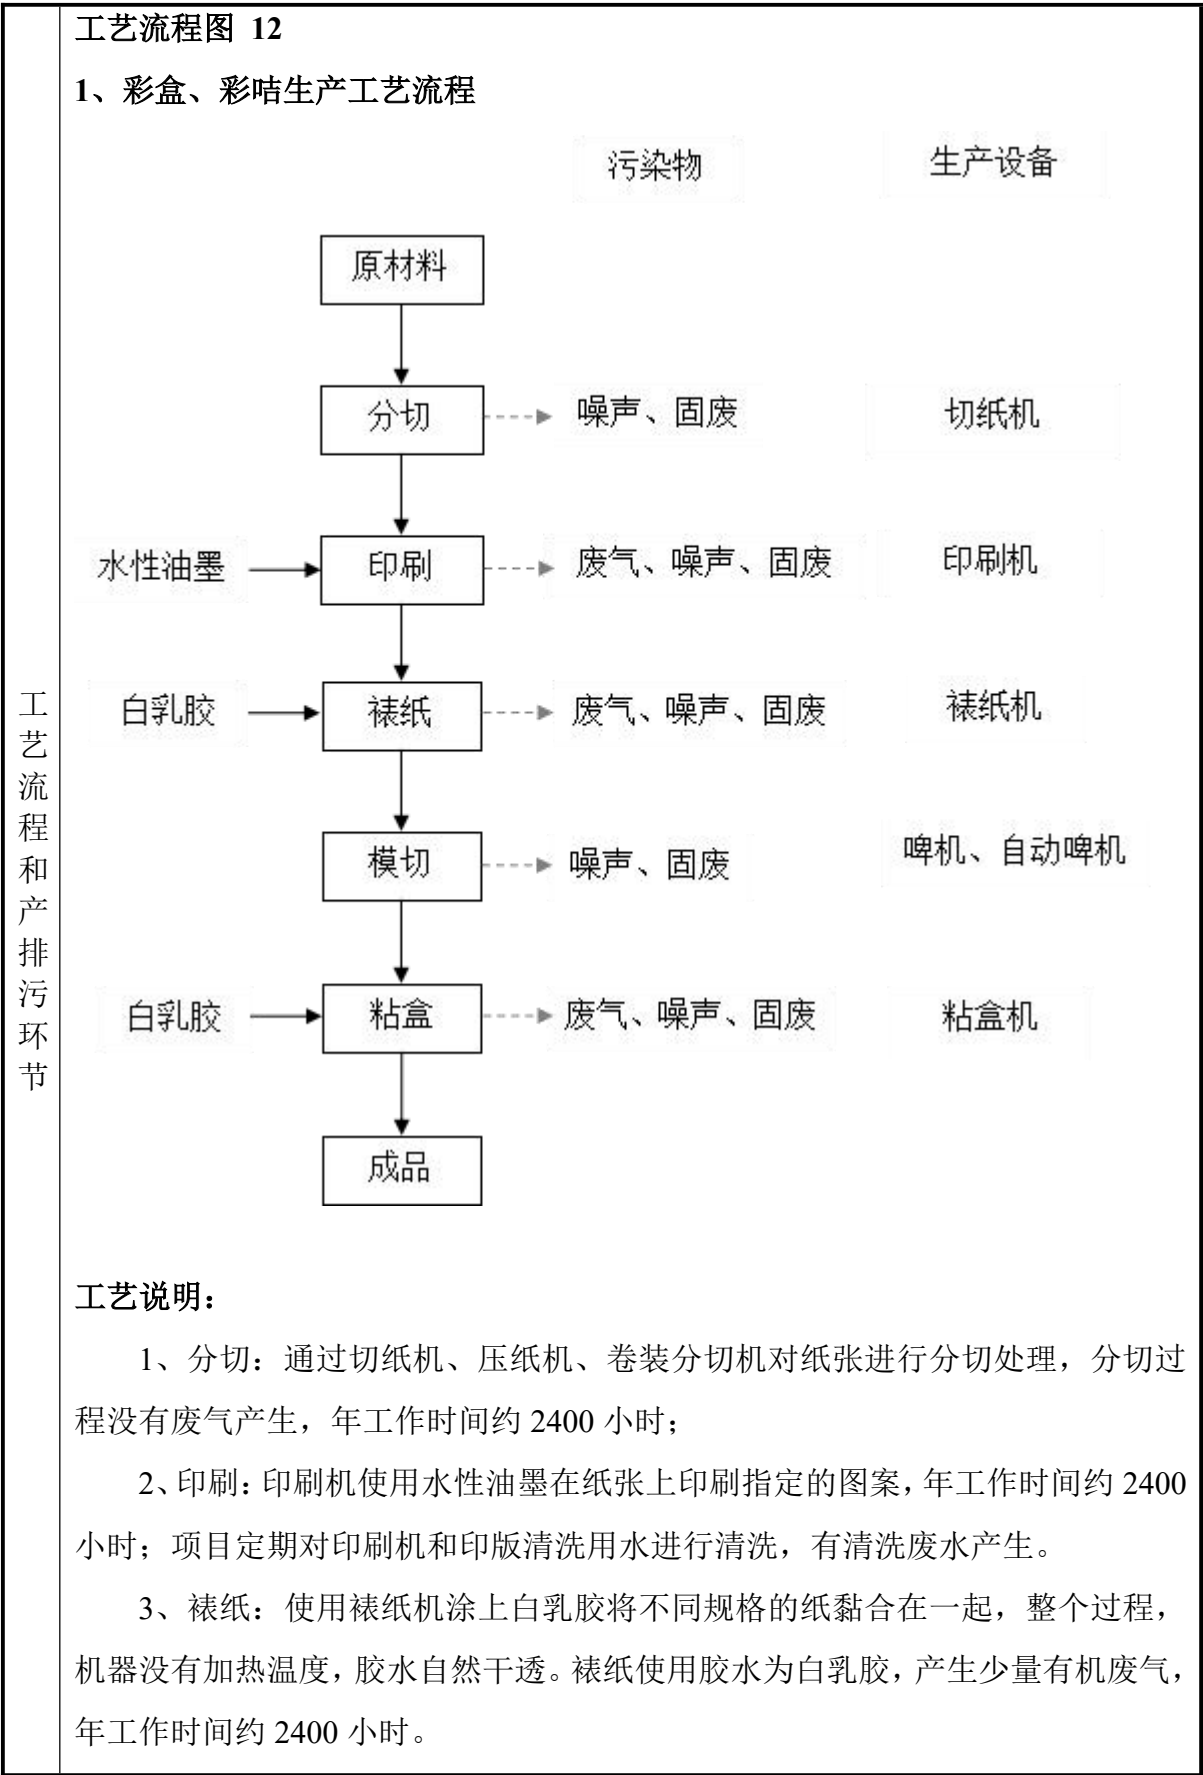 工艺流程图 12
1、彩盒、彩咭生产工艺流程
污染物 生产设备
原材料
分切 噪声、固废 切纸机
水性油墨 印刷 废气、噪声、固废 印刷机
白乳胶 裱纸 废气、噪声、固废 裱纸机
模切 噪声、固废 啤机、自动啤机
白乳胶 粘盒 废气、噪声、固废 粘盒机
成品
工艺流程和产排污环节
工艺说明：
1、分切：通过切纸机、压纸机、卷装分切机对纸张进行分切处理，分切过
程没有废气产生，年工作时间约 2400 小时；
2、印刷：印刷机使用水性油墨在纸张上印刷指定的图案，年工作时间约 2400
小时；项目定期对印刷机和印版清洗用水进行清洗，有清洗废水产生。
3、裱纸：使用裱纸机涂上白乳胶将不同规格的纸黏合在一起，整个过程，
机器没有加热温度，胶水自然干透。裱纸使用胶水为白乳胶，产生少量有机废气，
年工作时间约 2400 小时。